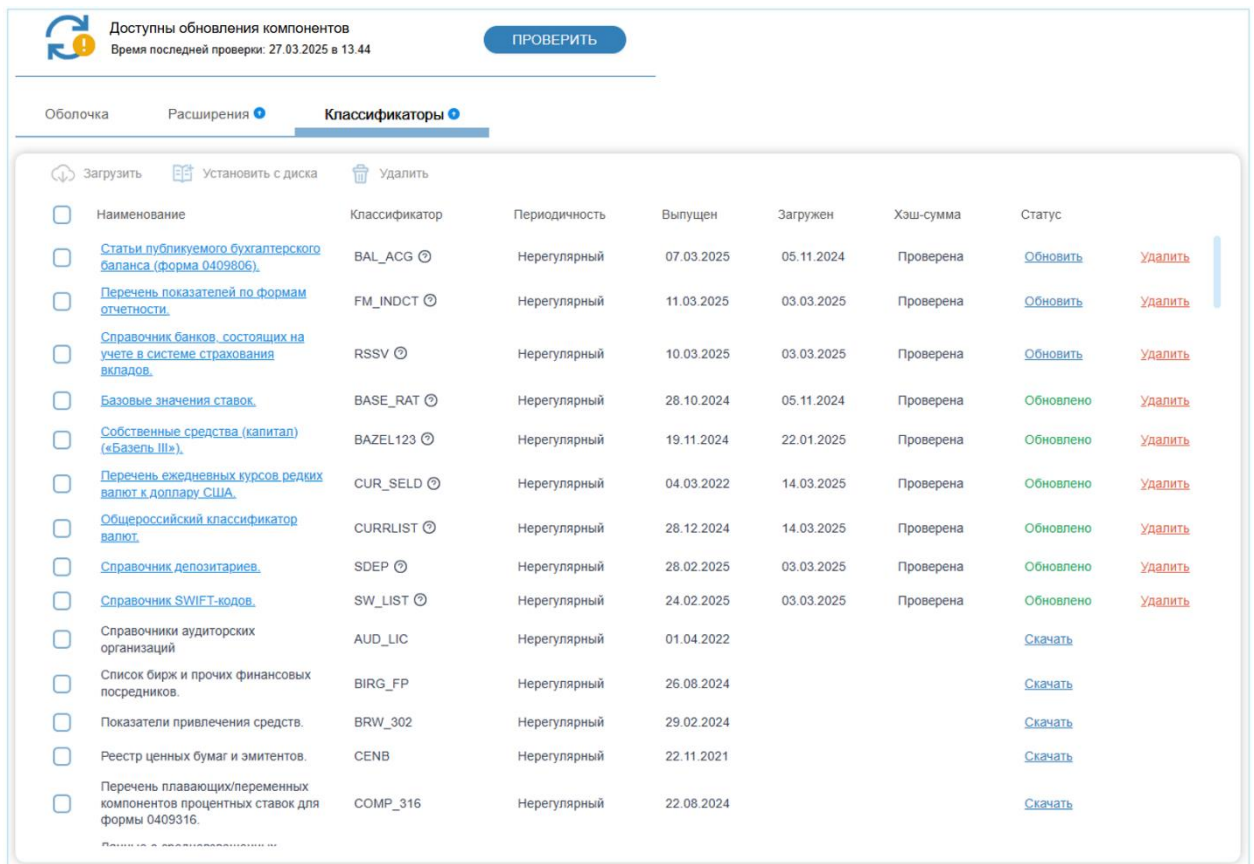 Доступны обновления компонентов
Время последней проверки: 27.03.2025 в 13.44
ПРОВЕРИТЬ
Оболочка Расширения Классификаторы
Загрузить Установить с диска Удалить
Наименование Классификатор Периодичность Выпущен Загружен Хэш-сумма Статус
Статьи публикуемого бухгалтерского
баланса (форма 0409806). BAL_ACG Нерегулярный 07.03.2025 05.11.2024 Проверена Обновить Удалить
Перечень показателей по формам
отчетности. FM_INDCT Нерегулярный 11.03.2025 03.03.2025 Проверена Обновить Удалить
Справочник банков, состоящих на
учете в системе страхования
вкладов. RSSV Нерегулярный 10.03.2025 03.03.2025 Проверена Обновить Удалить
Базовые значения ставок. BASE_RAT Нерегулярный 28.10.2024 05.11.2024 Проверена Обновлено Удалить
Собственные средства (капитал)
(«Базель III»). BAZEL123 Нерегулярный 19.11.2024 22.01.2025 Проверена Обновлено Удалить
Перечень ежедневных курсов редких
валют к доллару США. CUR_SELD Нерегулярный 04.03.2022 14.03.2025 Проверена Обновлено Удалить
Общероссийский классификатор
валют. CURRLIST Нерегулярный 28.12.2024 14.03.2025 Проверена Обновлено Удалить
Справочник депозитариев. SDEP Нерегулярный 28.02.2025 03.03.2025 Проверена Обновлено Удалить
Справочник SWIFT-кодов. SW_LIST Нерегулярный 24.02.2025 03.03.2025 Проверена Обновлено Удалить
Справочники аудиторских
организаций AUD_LIC Нерегулярный 01.04.2022 Скачать
Список бирж и прочих финансовых
посредников. BIRG_FP Нерегулярный 26.08.2024 Скачать
Показатели привлечения средств. BRW_302 Нерегулярный 29.02.2024 Скачать
Реестр ценных бумаг и эмитентов. CENB Нерегулярный 22.11.2021 Скачать
Перечень плавающих/переменных
компонентов процентных ставок для
формы 0409316. COMP_316 Нерегулярный 22.08.2024 Скачать